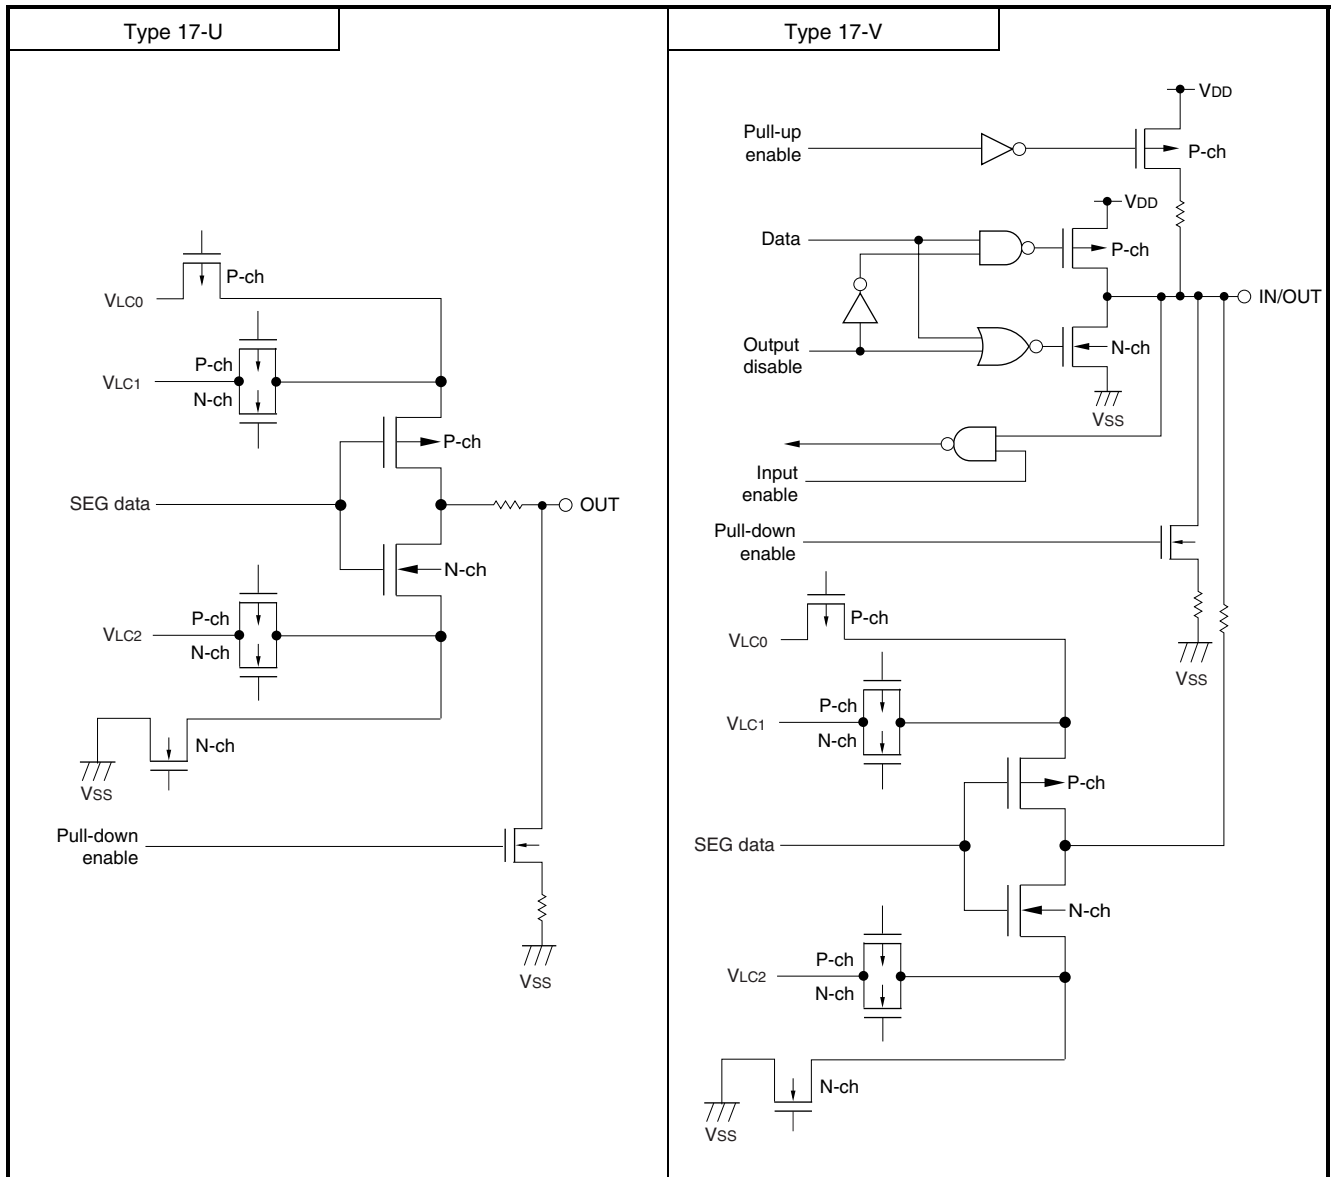 Type 17-U
P-ch
VLC0
P-ch
VLC1
N-ch
P-ch
SEG data
OUT
N-ch
P-ch
VLC2
N-ch
N-ch
VSS
Pull-down
enable
VSS
Type 17-V
VDD
Pull-up
enable
P-ch
VDD
Data
P-ch
IN/OUT
Output
disable
N-ch
VSS
Input
enable
Pull-down
enable
P-ch
VLC0
VSS
P-ch
VLC1
N-ch
P-ch
SEG data
N-ch
P-ch
VLC2
N-ch
N-ch
VSS